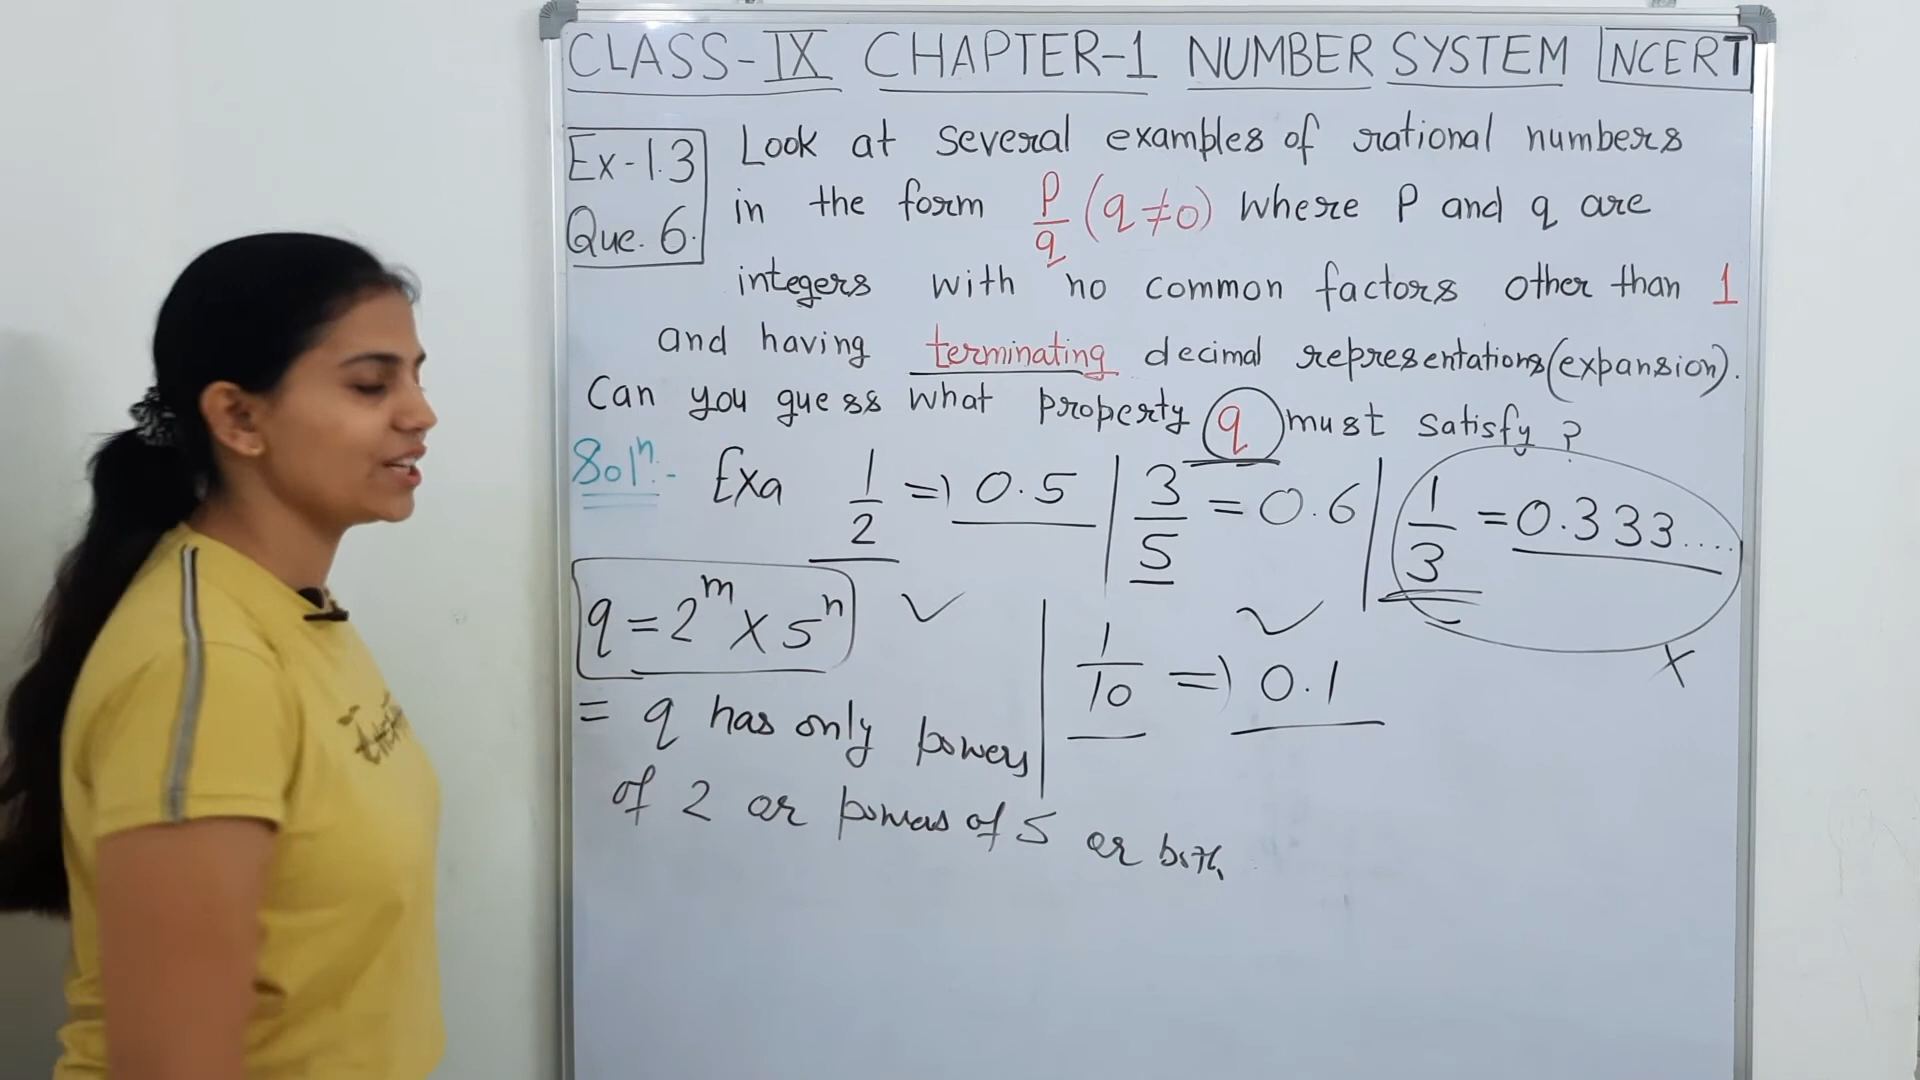 CLASS-IX CHAPTER-1 NUMBER SYSTEM NCERT
Ex-1.3
Que. 6.
Look at several examples of rational numbers
in the form p/q (q≠0) where p and q are
integers with no common factors other than 1
and having terminating decimal representations(expansion).
Can you guess what property q must satisfy?
Solⁿ:- Exa 1/2 => 0.5 | 3/5 = 0.6 | 1/3 = 0.333....
q = 2^m × 5^n ✓ ✓ ×
1/10 => 0.1
= q has only powers
of 2 or powers of 5 or both